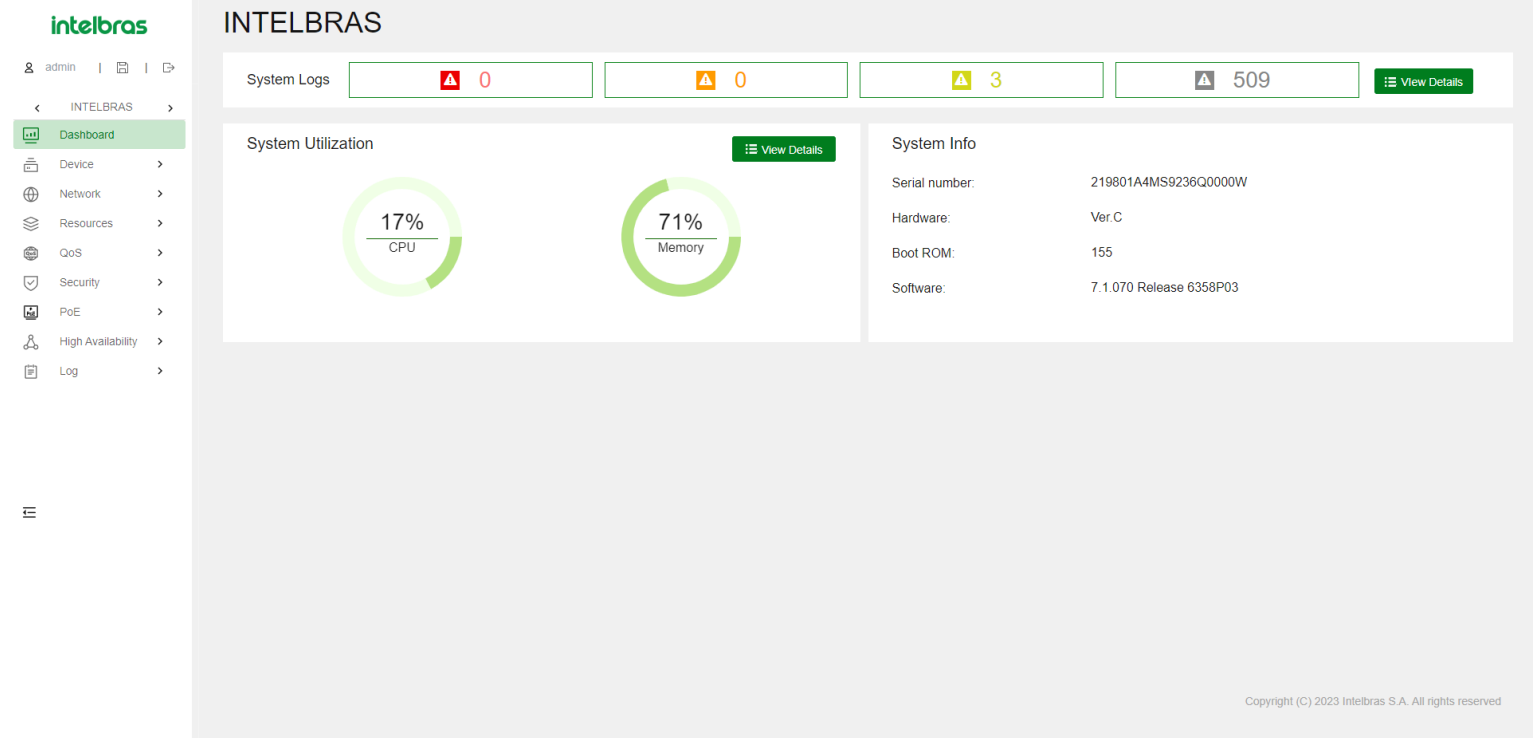 intelbras
admin | |
INTELBRAS
Dashboard
Device
Network
Resources
QoS
Security
PoE
High Availability
Log
INTELBRAS
System Logs 0 0 3 509 View Details
System Utilization View Details
17%
CPU
71%
Memory
System Info
Serial number: 219801A4MS9236Q0000W
Hardware: Ver.C
Boot ROM: 155
Software: 7.1.070 Release 6358P03
Copyright (C) 2023 Intelbras S.A. All rights reserved